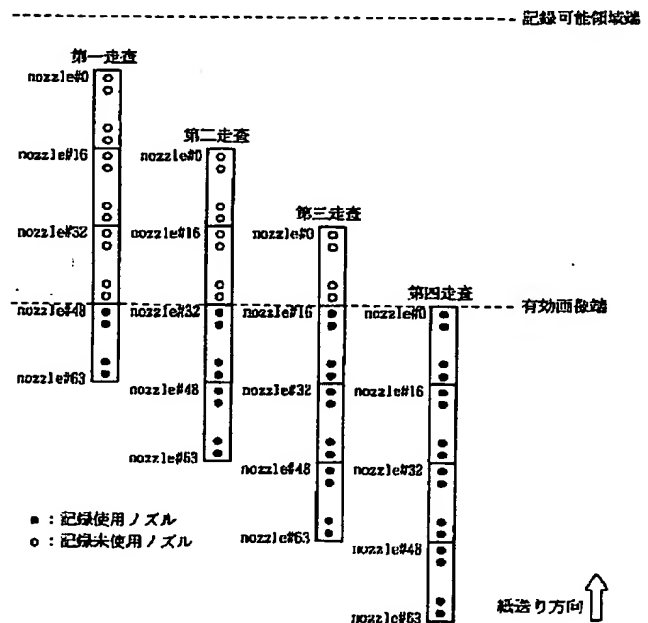 記録可能領域端
第一走査
nozzle#0
nozzle#16
nozzle#32
nozzle#48
nozzle#63
第二走査
nozzle#0
nozzle#16
nozzle#32
nozzle#48
nozzle#63
第三走査
nozzle#0
nozzle#16
nozzle#32
nozzle#48
nozzle#63
第四走査
nozzle#0
nozzle#16
nozzle#32
nozzle#48
nozzle#63
有効画像端
●：記録使用ノズル
○：記録未使用ノズル
紙送り方向